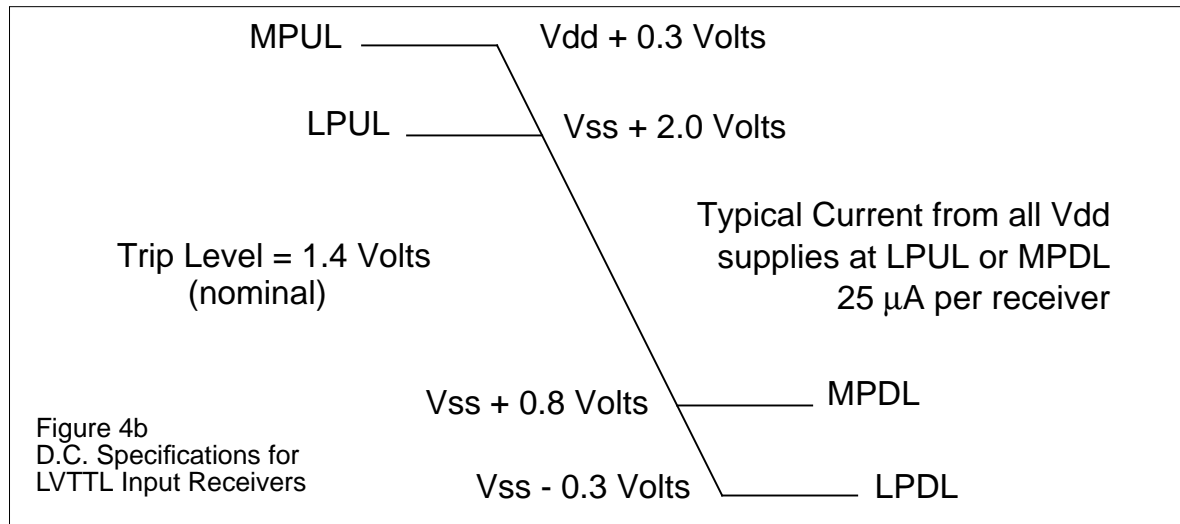 MPUL Vdd + 0.3 Volts
LPUL Vss + 2.0 Volts
Typical Current from all Vdd
supplies at LPUL or MPDL
25 μA per receiver
Trip Level = 1.4 Volts
(nominal)
Vss + 0.8 Volts MPDL
Vss - 0.3 Volts LPDL
Figure 4b
D.C. Specifications for
LVTTL Input Receivers